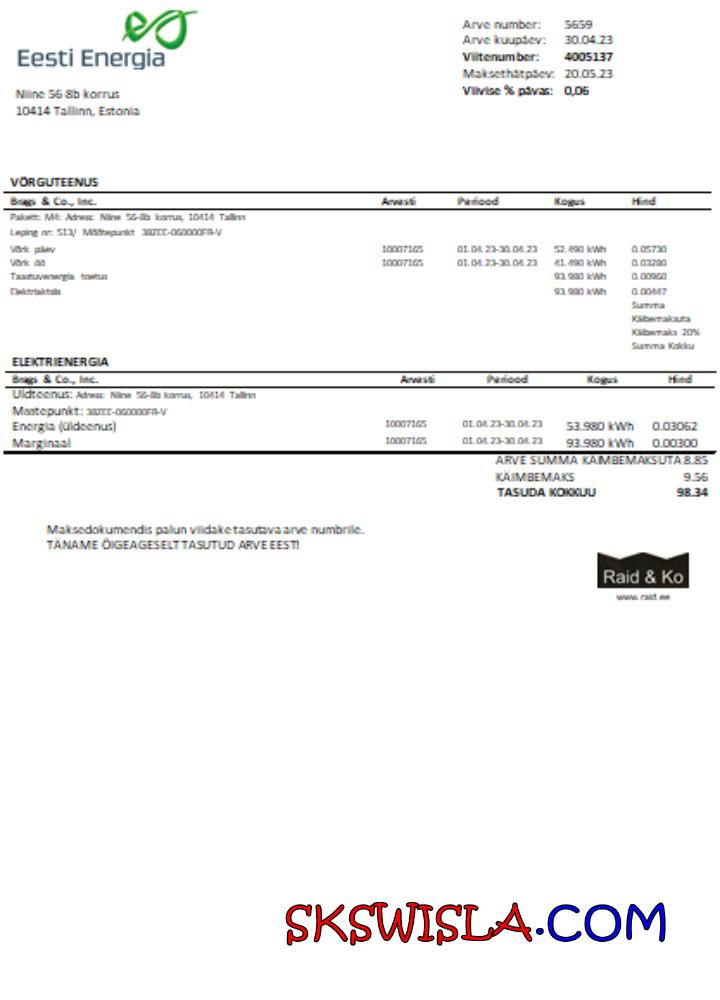 Eesti Energia
Niine 56 8b korrus
10414 Tallinn, Estonia
Arve number: 5659
Arve kuupäev: 30.04.23
Viitenumber: 4005137
Maksethätpäev: 20.05.23
Viivise % pävas: 0,06
VÕRGUTEENUS
Brags & Co., Inc. Arvesti Periood Kogus Hind
Pakett: M4: Adress: Niine 56-8b korrus, 10414 Tallinn
Leping nr: 513/ Mõõtepunkt 38ZEE-060000FR-V
Võrk päev 10007165 01.04.23-30.04.23 52.490 kWh 0.05730
Võrk öö 10007165 01.04.23-30.04.23 41.490 kWh 0.03280
Taastuvenergia toetus 93.980 kWh 0.00960
Elektriaktsiis 93.980 kWh 0.00447
Summa
Käibemaksuta
Käibemaks 20%
Summa Kokku
ELEKTRIENERGIA
Brags & Co., Inc. Arvesti Periood Kogus Hind
Üldteenus: Adress: Niine 56-8b korrus, 10414 Tallinn
Mõõtepunkt: 38ZEE-060000FR-V
Energia (üldeenus) 10007165 01.04.23-30.04.23 53.980 kWh 0.03062
Marginaal 10007165 01.04.23-30.04.23 93.980 kWh 0.00300
ARVE SUMMA KÄIMBEMAKSUTA 8.85
KÄIMBEMAKS 9.56
TASUDA KOKKUU 98.34
Maksedokumendis palun viidake tasutava arve numbrile.
TÄNAME ÕIGEAGESELT TASUTUD ARVE EEST!
Raid & Ko
www.raid.ee
SKSWISLA.COM